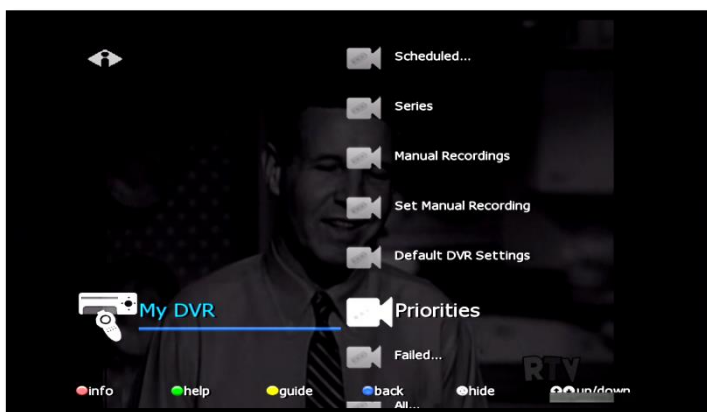 Scheduled...
Series
Manual Recordings
Set Manual Recording
Default DVR Settings
My DVR
Priorities
Failed...
RTV
info help guide back hide up/down
All...